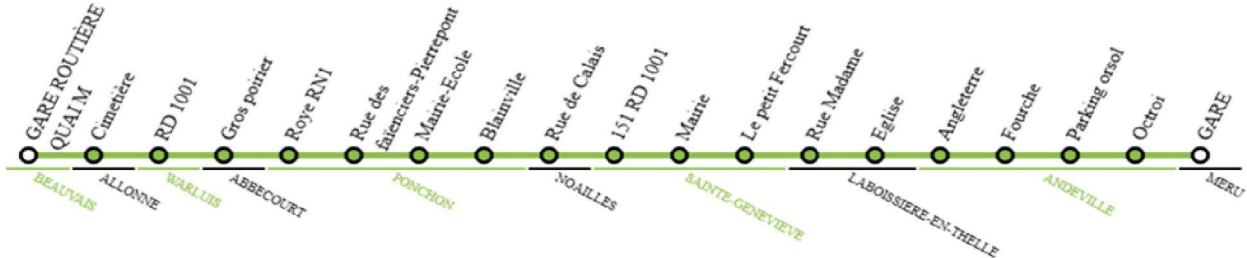 GARE ROUTIÈRE
QUAI M
Cimetière
RD 1001
Gros poirier
Roye RN1
Rue des
faïenciers-Pierrepont
Mairie-Ecole
Blainville
Rue de Calais
151 RD 1001
Mairie
Le petit Fercourt
Rue Madame
Eglise
Angleterre
Fourche
Parking orsol
Octroi
GARE
BEAUVAIS
ALLONNE
WARLUIS
ABBECOURT
PONCHON
NOAILLES
SAINTE-GENEVIEVE
LABOISSIERE-EN-THELLE
ANDEVILLE
MERU